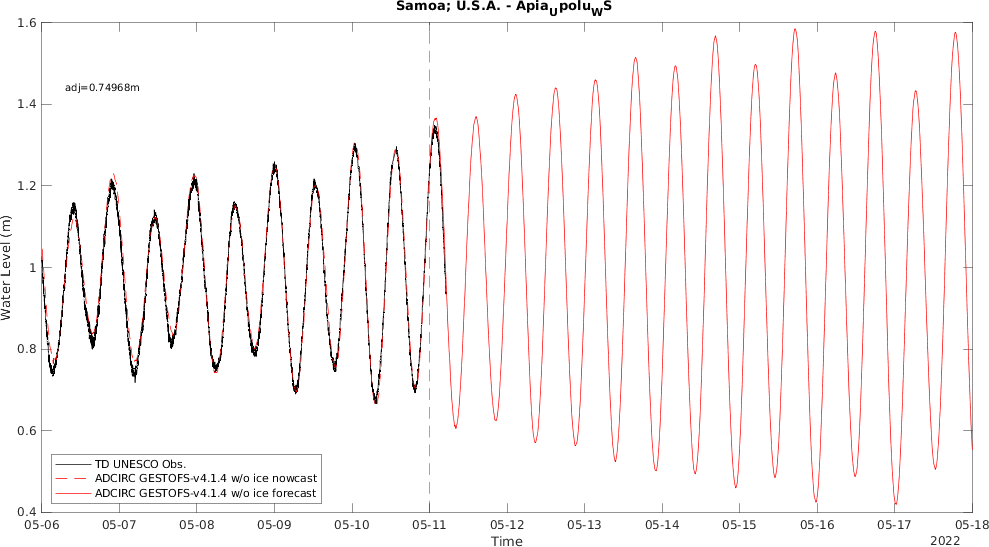 Samoa; U.S.A. - ApiaUpoluWS
1.6
adj=0.74968m
1.4
1.2
1
0.8
0.6
0.4
Water Level (m)
TD UNESCO Obs.
ADCIRC GESTOFS-v4.1.4 w/o ice nowcast
ADCIRC GESTOFS-v4.1.4 w/o ice forecast
05-06 05-07 05-08 05-09 05-10 05-11 05-12 05-13 05-14 05-15 05-16 05-17 05-18
Time
2022